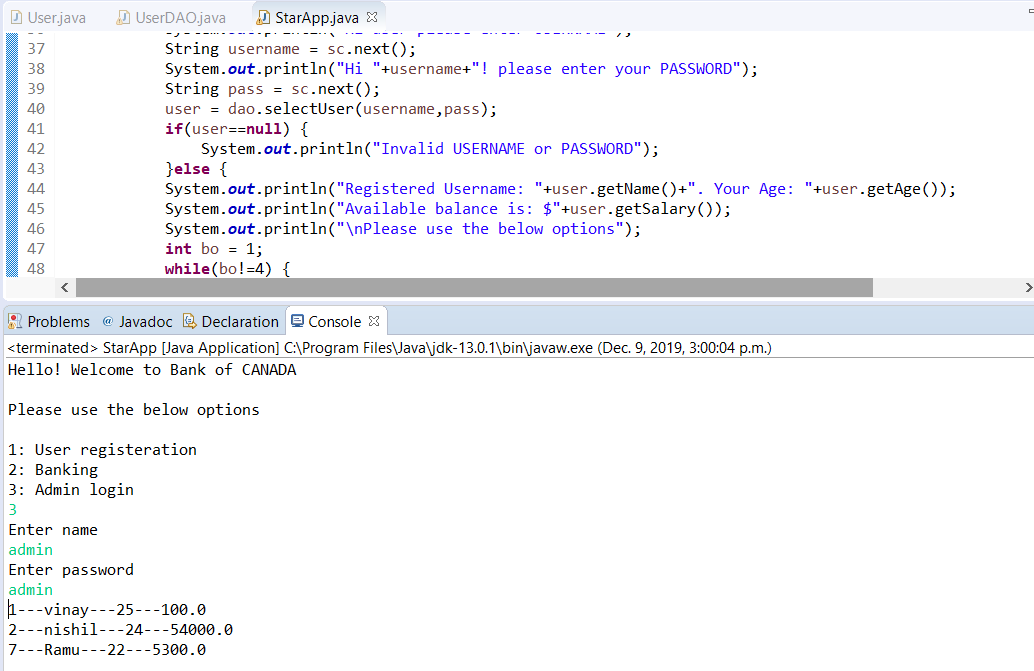 User.java UserDAO.java StarApp.java
37 String username = sc.next();
38 System.out.println("Hi "+username+"! please enter your PASSWORD");
39 String pass = sc.next();
40 user = dao.selectUser(username,pass);
41 if(user==null) {
42 System.out.println("Invalid USERNAME or PASSWORD");
43 }else {
44 System.out.println("Registered Username: "+user.getName()+". Your Age: "+user.getAge());
45 System.out.println("Available balance is: $"+user.getSalary());
46 System.out.println("\nPlease use the below options");
47 int bo = 1;
48 while(bo!=4) {
Problems @ Javadoc Declaration Console
<terminated> StarApp [Java Application] C:\Program Files\Java\jdk-13.0.1\bin\javaw.exe (Dec. 9, 2019, 3:00:04 p.m.)
Hello! Welcome to Bank of CANADA
Please use the below options
1: User registeration
2: Banking
3: Admin login
3
Enter name
admin
Enter password
admin
1---vinay---25---100.0
2---nishil---24---54000.0
7---Ramu---22---5300.0